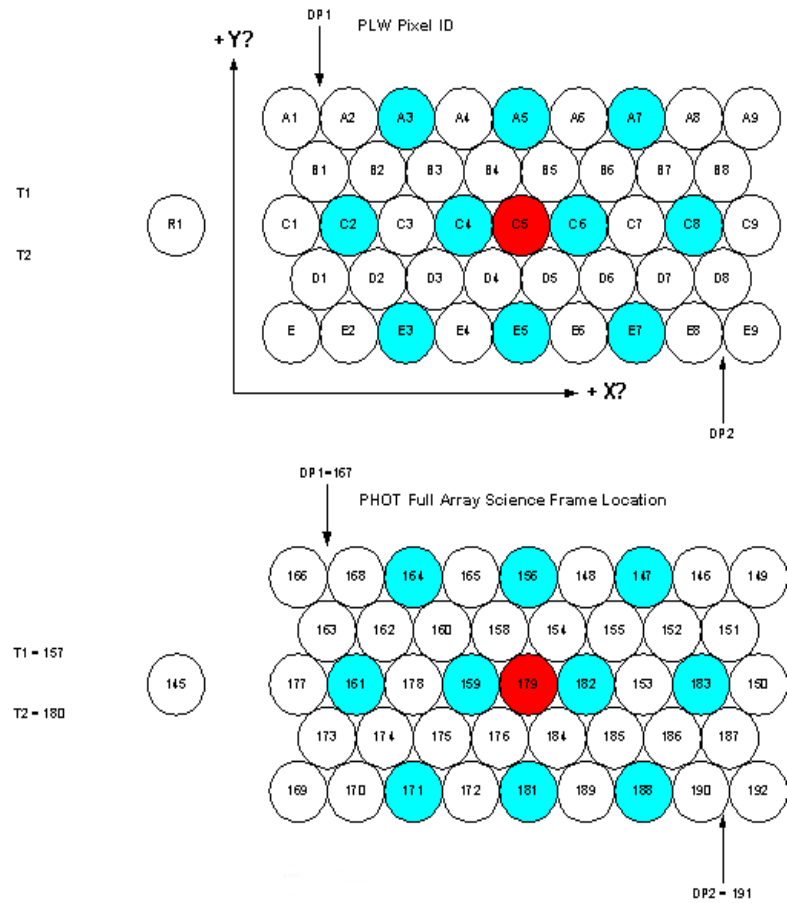 DP1
PLW Pixel ID
+ Y?
A1 A2 A3 A4 A5 A6 A7 A8 A9
B1 B2 B3 B4 B5 B6 B7 B8
T1
R1 C1 C2 C3 C4 C5 C6 C7 C8 C9
T2
D1 D2 D3 D4 D5 D6 D7 D8
E E2 E3 E4 E5 E6 E7 E8 E9
+ X?
DP2
DP1=167
PHOT Full Array Science Frame Location
166 168 164 165 156 148 147 146 149
163 162 160 158 154 155 152 151
T1 = 157
145 177 161 178 159 179 182 153 183 150
T2 = 180
173 174 175 176 184 185 186 187
169 170 171 172 181 189 188 190 192
DP2 = 191